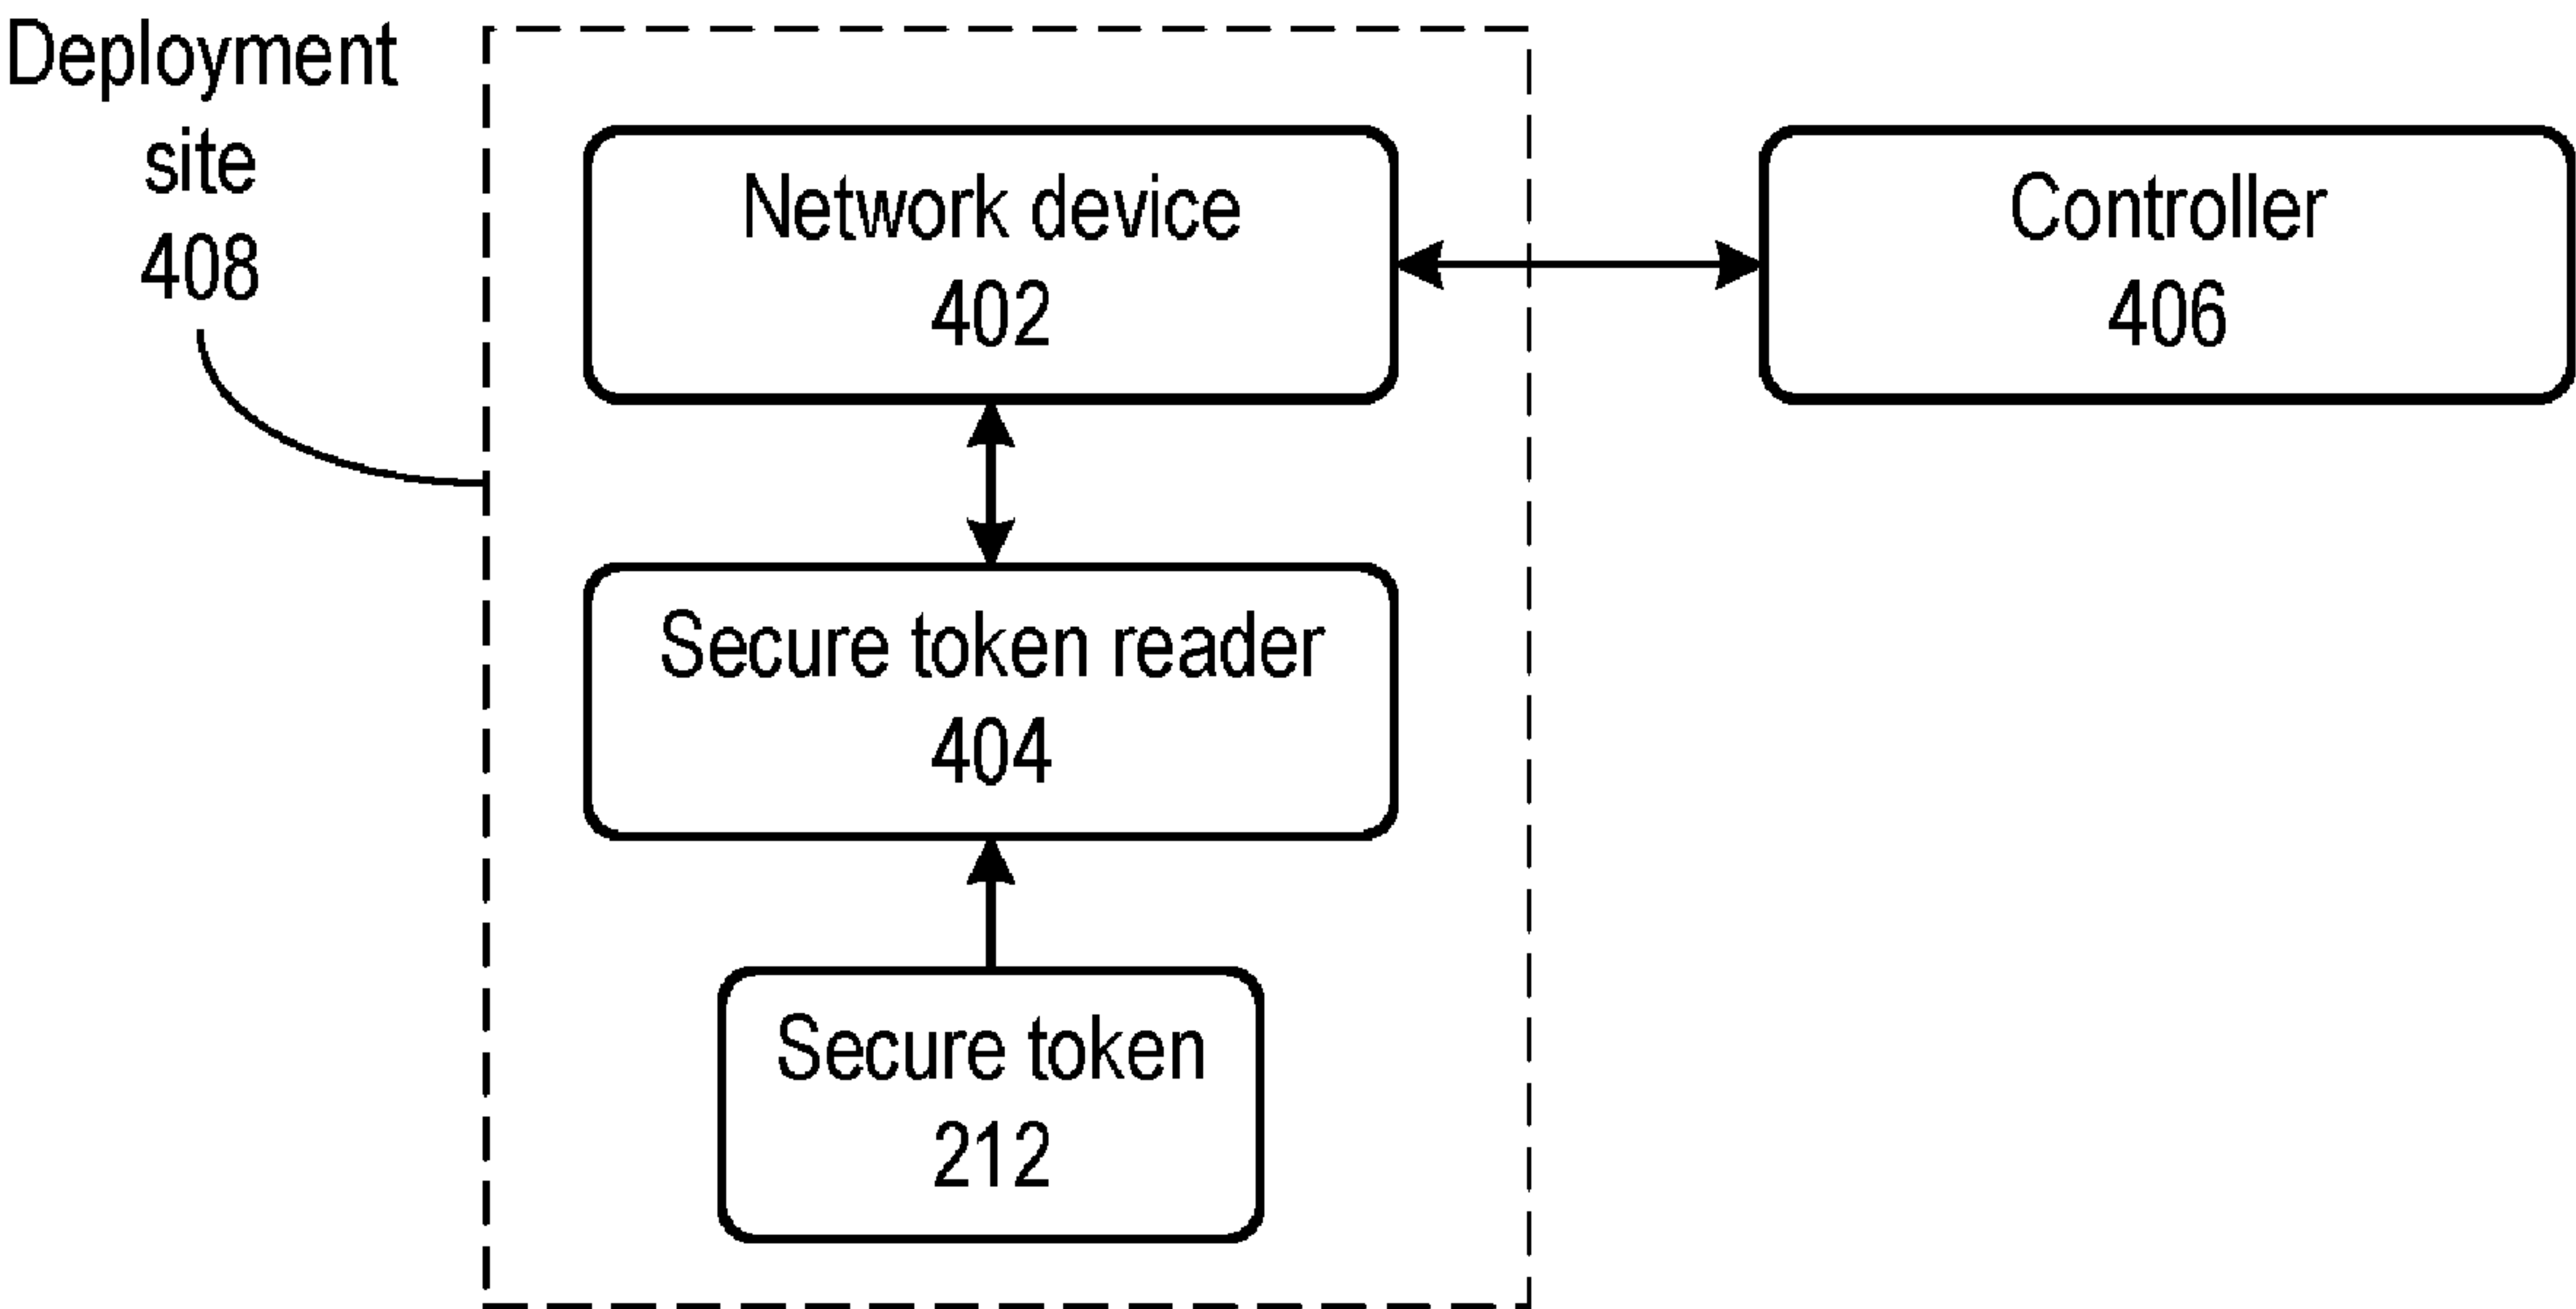 Deployment
site
408
Network device
402
Controller
406
Secure token reader
404
Secure token
212